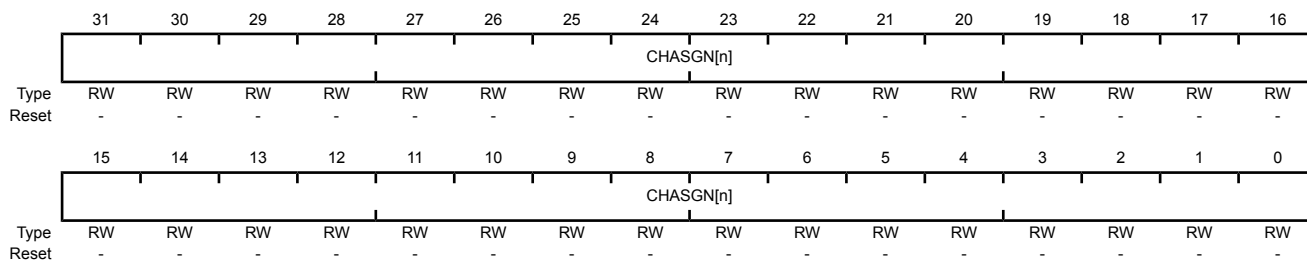 31 30 29 28 27 26 25 24 23 22 21 20 19 18 17 16
CHASGN[n]
Type RW RW RW RW RW RW RW RW RW RW RW RW RW RW RW RW
Reset - - - - - - - - - - - - - - - -
15 14 13 12 11 10 9 8 7 6 5 4 3 2 1 0
CHASGN[n]
Type RW RW RW RW RW RW RW RW RW RW RW RW RW RW RW RW
Reset - - - - - - - - - - - - - - - -